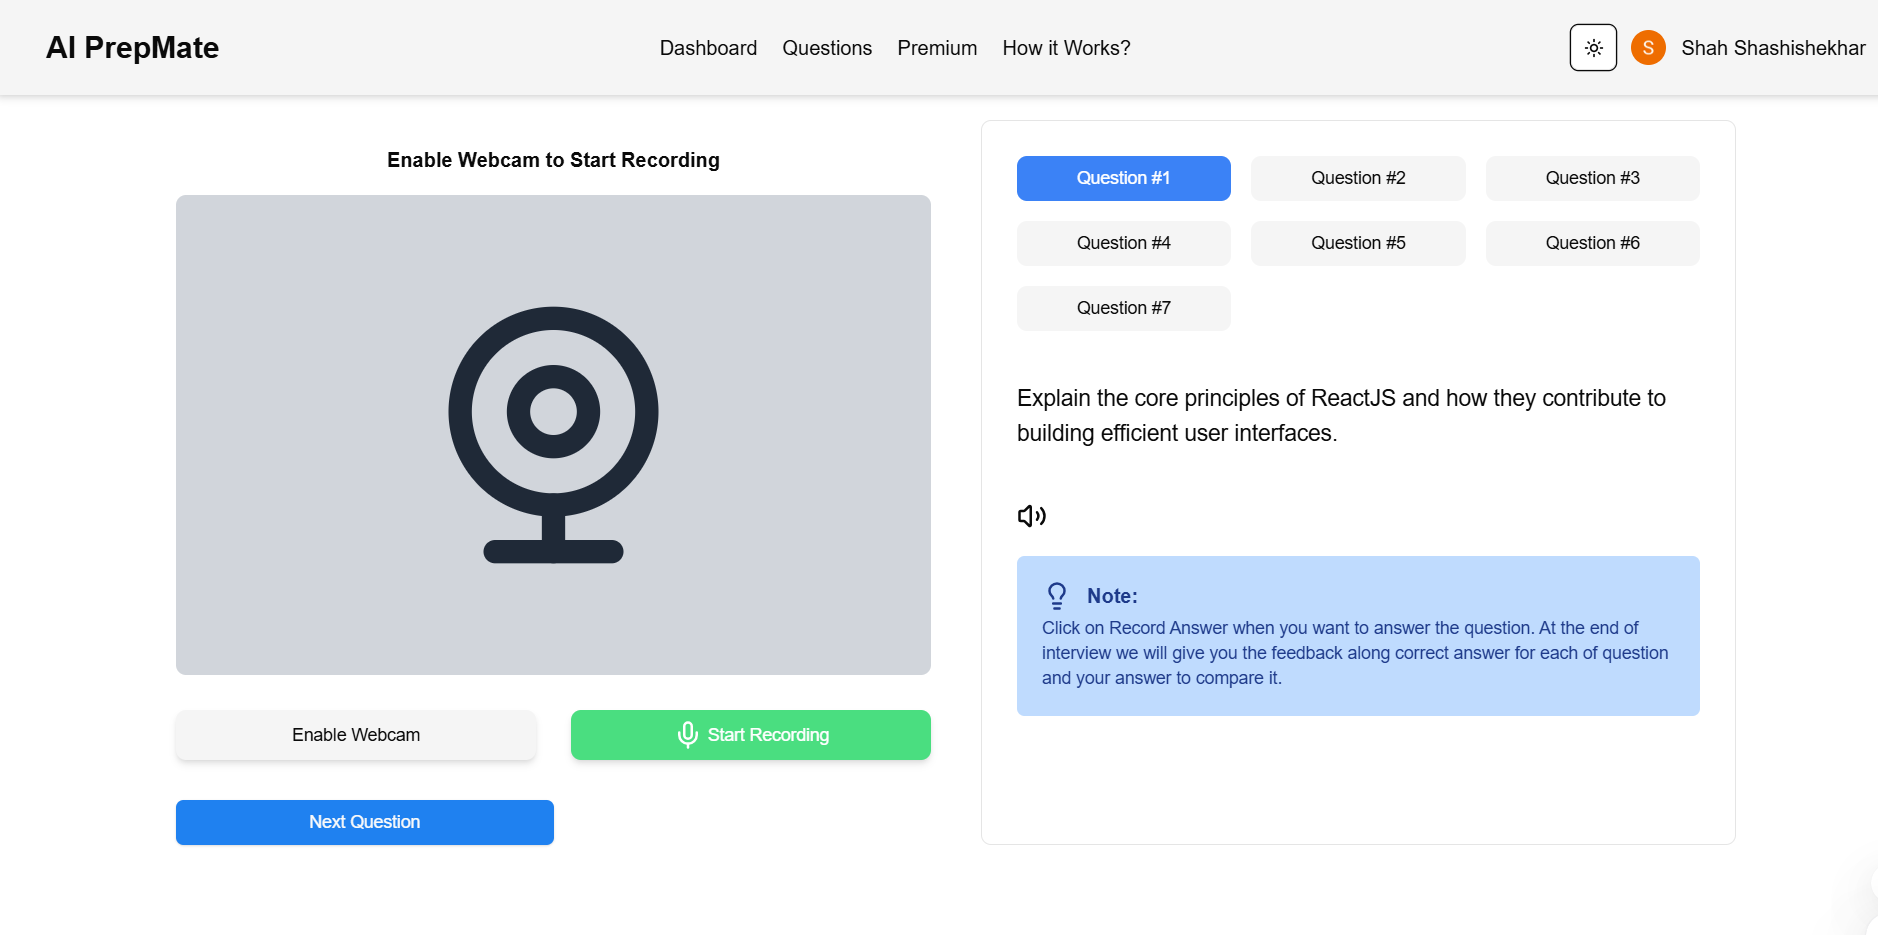 AI PrepMate
Dashboard
Questions
Premium
How it Works?
S
Shah Shashishekhar
Enable Webcam to Start Recording
Enable Webcam
Start Recording
Next Question
Question #1
Question #2
Question #3
Question #4
Question #5
Question #6
Question #7
Explain the core principles of ReactJS and how they contribute to
building efficient user interfaces.
Note:
Click on Record Answer when you want to answer the question. At the end of
interview we will give you the feedback along correct answer for each of question
and your answer to compare it.